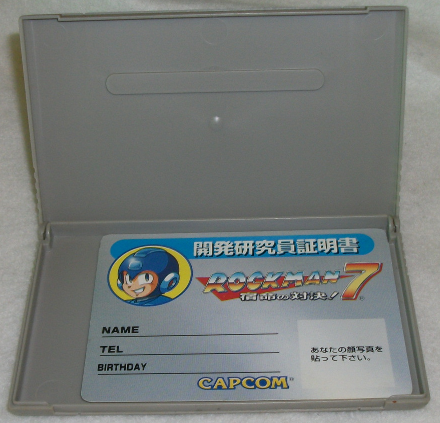 開発研究員証明書
ROCKMAN 7
宿命の対決!
NAME
TEL
BIRTHDAY
あなたの顔写真を
貼って下さい。
CAPCOM